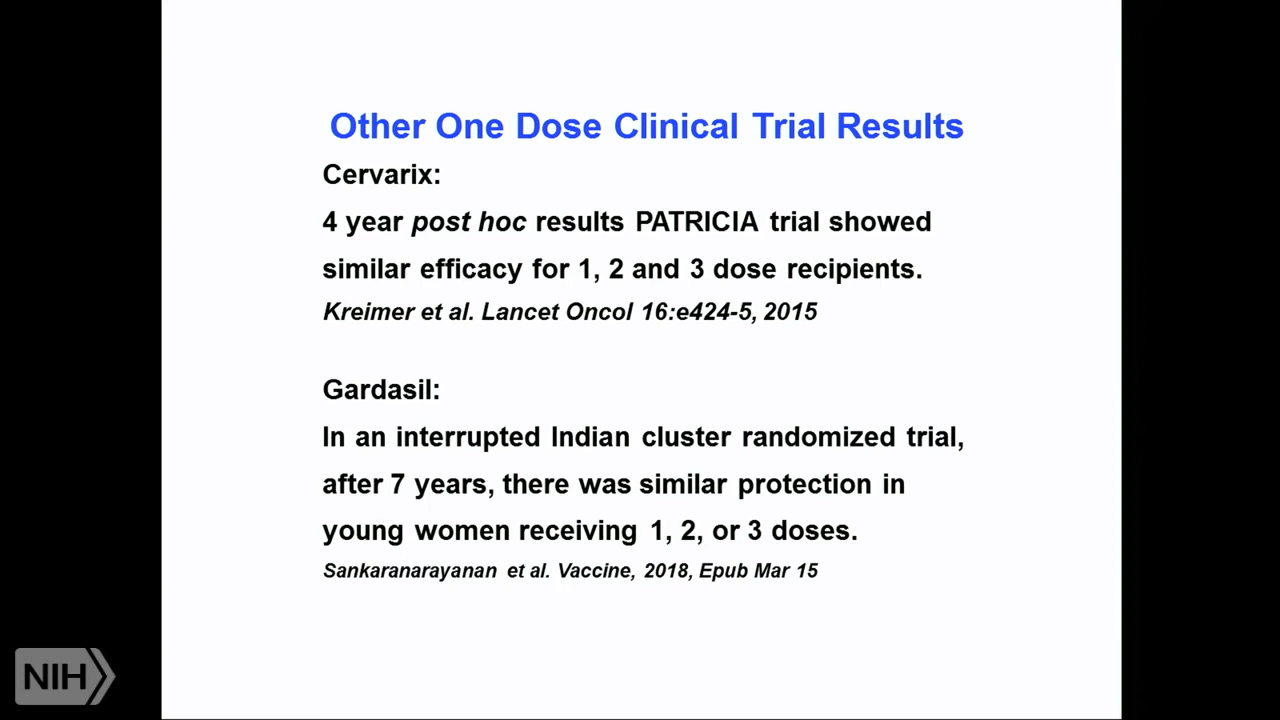 Other One Dose Clinical Trial Results
Cervarix:
4 year post hoc results PATRICIA trial showed
similar efficacy for 1, 2 and 3 dose recipients.
Kreimer et al. Lancet Oncol 16:e424-5, 2015
Gardasil:
In an interrupted Indian cluster randomized trial,
after 7 years, there was similar protection in
young women receiving 1, 2, or 3 doses.
Sankaranarayanan et al. Vaccine, 2018, Epub Mar 15
NIH